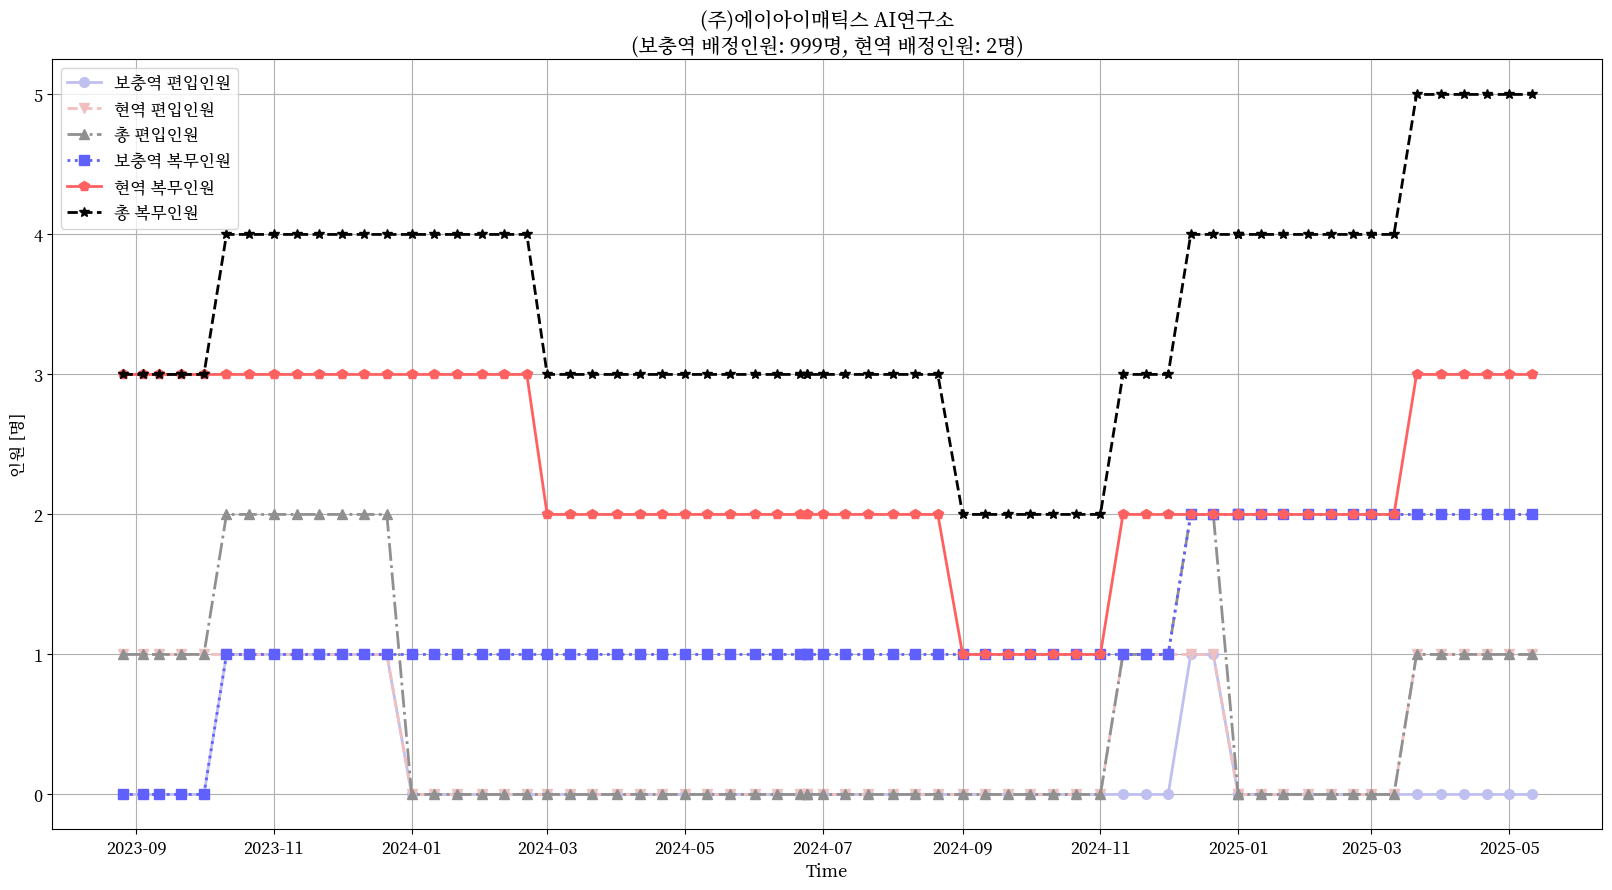 (주)에이아이매틱스 AI연구소
(보충역 배정인원: 999명, 현역 배정인원: 2명)
보충역 편입인원
현역 편입인원
총 편입인원
보충역 복무인원
현역 복무인원
총 복무인원
인원 [명]
5
4
3
2
1
0
2023-09 2023-11 2024-01 2024-03 2024-05 2024-07 2024-09 2024-11 2025-01 2025-03 2025-05
Time